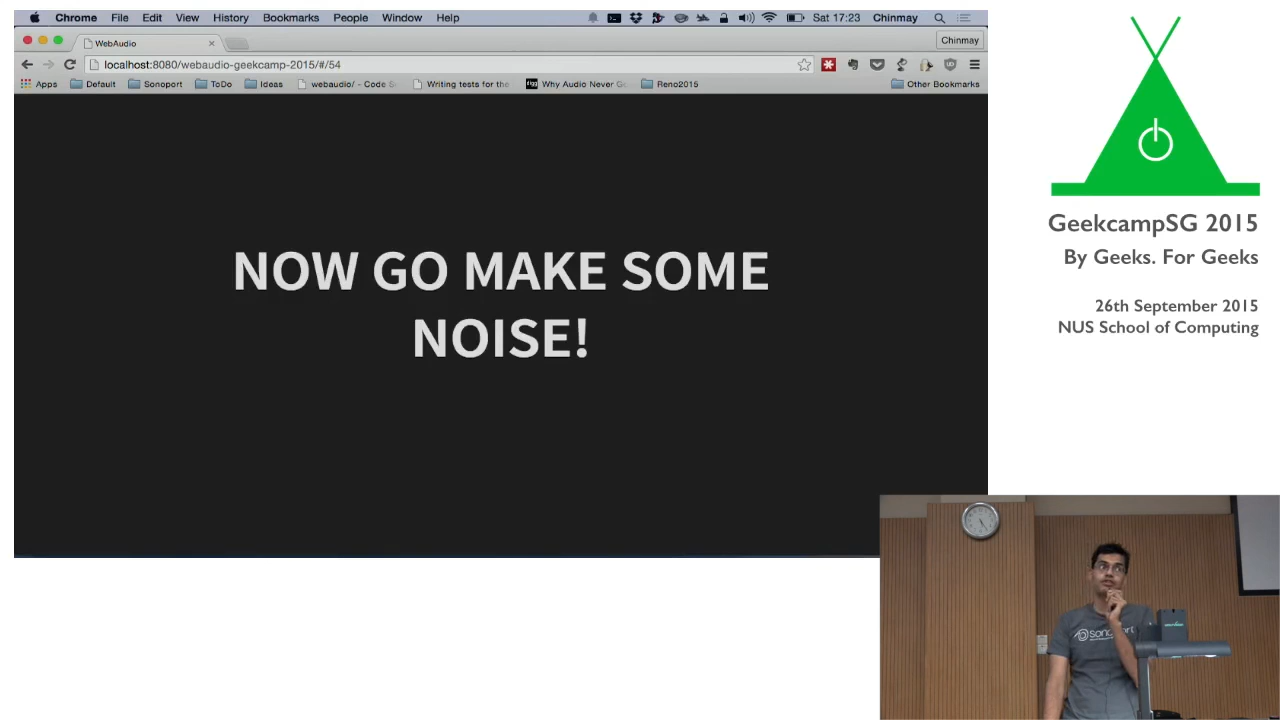 Chrome File Edit View History Bookmarks People Window Help Sat 17:23 Chinmay
WebAudio Chinmay
localhost:8080/webaudio-geekcamp-2015/#/54
Apps Default Sonoport ToDo Ideas webaudio/ - Code Writing tests for the Why Audio Never Reno2015 Other Bookmarks
NOW GO MAKE SOME
NOISE!
GeekcampSG 2015
By Geeks. For Geeks
26th September 2015
NUS School of Computing